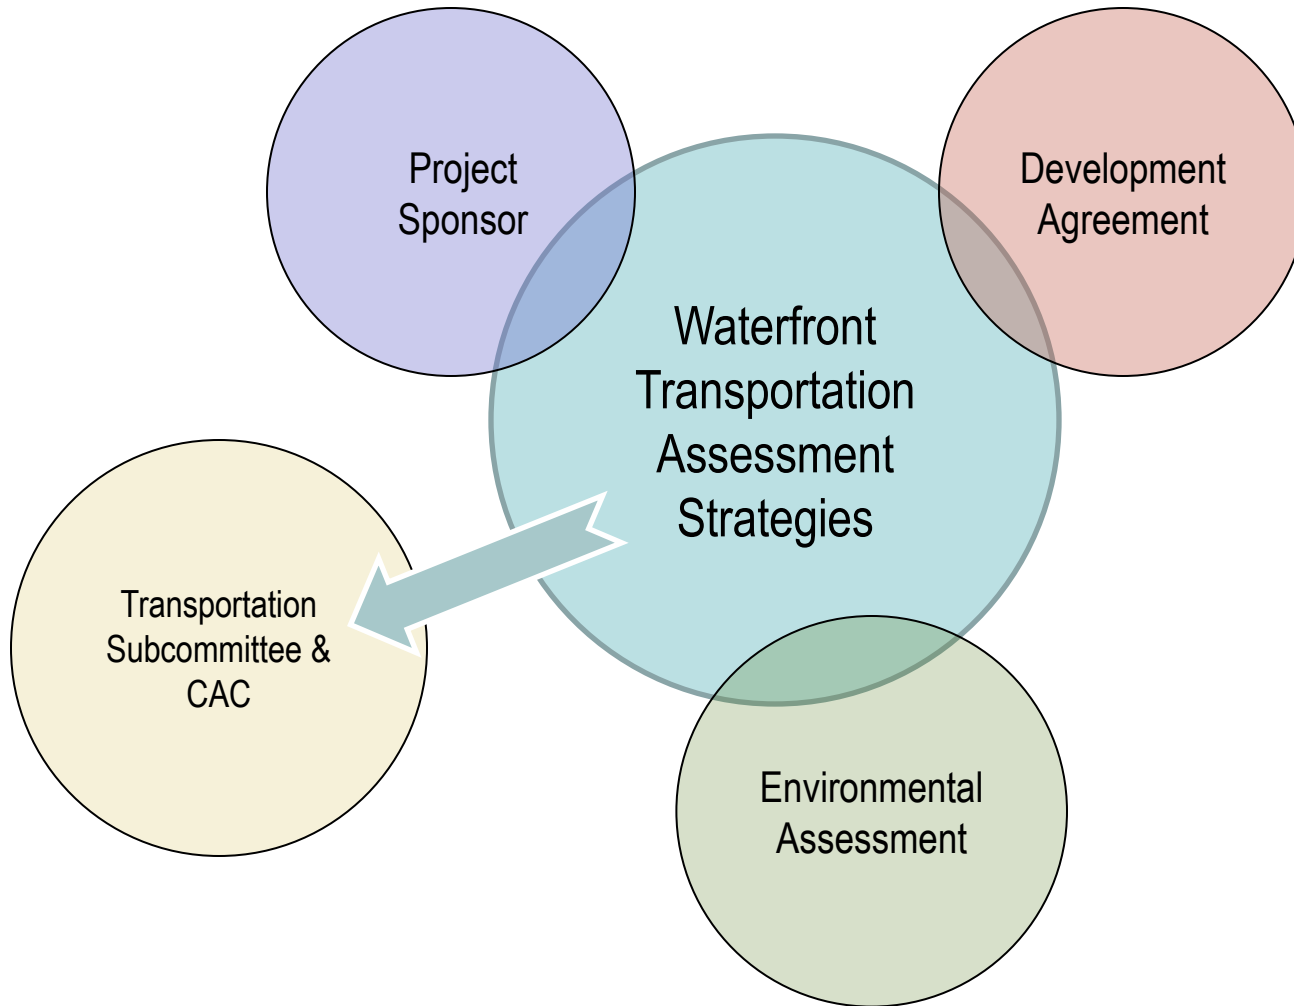 Project
Sponsor
Development
Agreement
Waterfront
Transportation
Assessment
Strategies
Transportation
Subcommittee &
CAC
Environmental
Assessment